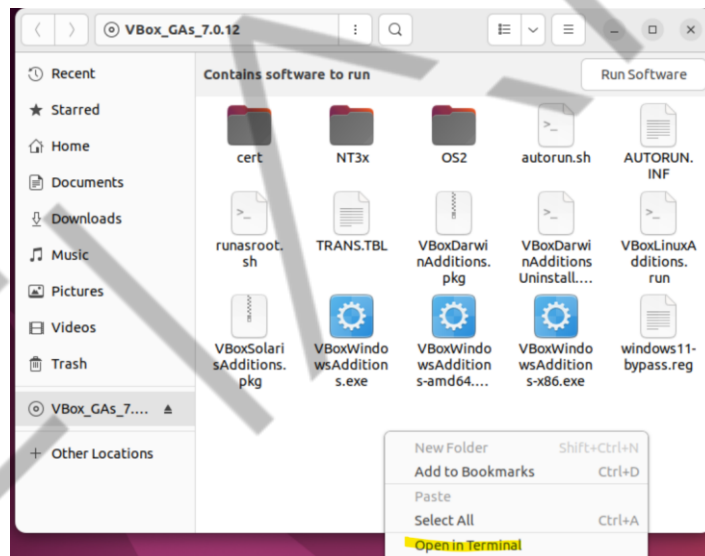 VBox_GAs_7.0.12
Recent
Contains software to run
Run Software
Starred
Home
Documents
Downloads
Music
Pictures
Videos
Trash
VBox_GAs_7....
Other Locations
cert
NT3x
OS2
autorun.sh
AUTORUN.
INF
runasroot.
sh
TRANS.TBL
VBoxDarwi
nAdditions.
pkg
VBoxDarwi
nAdditions
Uninstall....
VBoxLinuxA
dditions.
run
VBoxSolari
sAdditions.
pkg
VBoxWindo
wsAddition
s.exe
VBoxWindo
wsAddition
s-amd64....
VBoxWindo
wsAddition
s-x86.exe
windows11-
bypass.reg
New Folder Shift+Ctrl+N
Add to Bookmarks Ctrl+D
Paste
Select All Ctrl+A
Open in Terminal